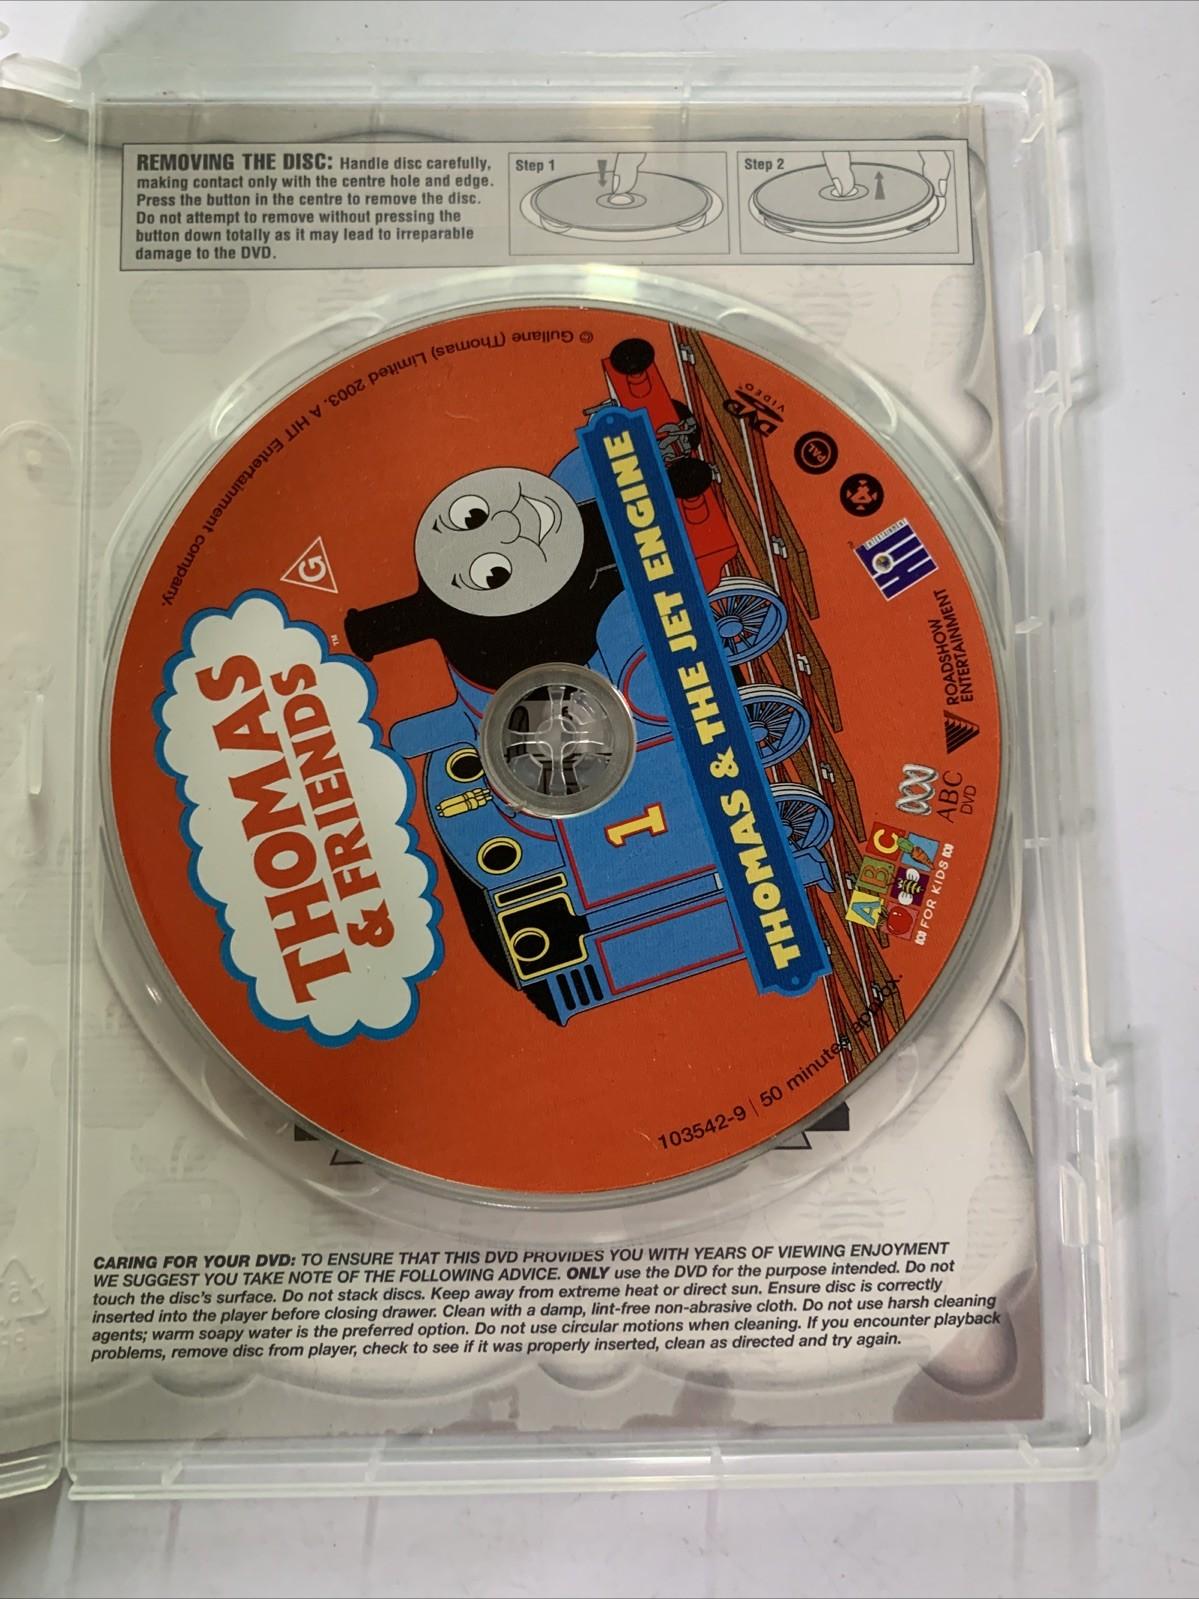 REMOVING THE DISC: Handle disc carefully,
making contact only with the centre hole and edge.
Press the button in the centre to remove the disc.
Do not attempt to remove without pressing the
button down totally as it may lead to irreparable
damage to the DVD.
Step 1
Step 2
© Gullane (Thomas) Limited 2003. A HIT Entertainment company.
G
THOMAS
& FRIENDS
™
1
THOMAS & THE JET ENGINE
DVD
VIDEO
PAL
4
HIT
ENTERTAINMENT
ROADSHOW
ENTERTAINMENT
ABC
DVD
ABC
FOR KIDS
103542-9 | 50 minutes approx.
CARING FOR YOUR DVD: TO ENSURE THAT THIS DVD PROVIDES YOU WITH YEARS OF VIEWING ENJOYMENT
WE SUGGEST YOU TAKE NOTE OF THE FOLLOWING ADVICE. ONLY use the DVD for the purpose intended. Do not
touch the disc's surface. Do not stack discs. Keep away from extreme heat or direct sun. Ensure disc is correctly
inserted into the player before closing drawer. Clean with a damp, lint-free non-abrasive cloth. Do not use harsh cleaning
agents; warm soapy water is the preferred option. Do not use circular motions when cleaning. If you encounter playback
problems, remove disc from player, check to see if it was properly inserted, clean as directed and try again.